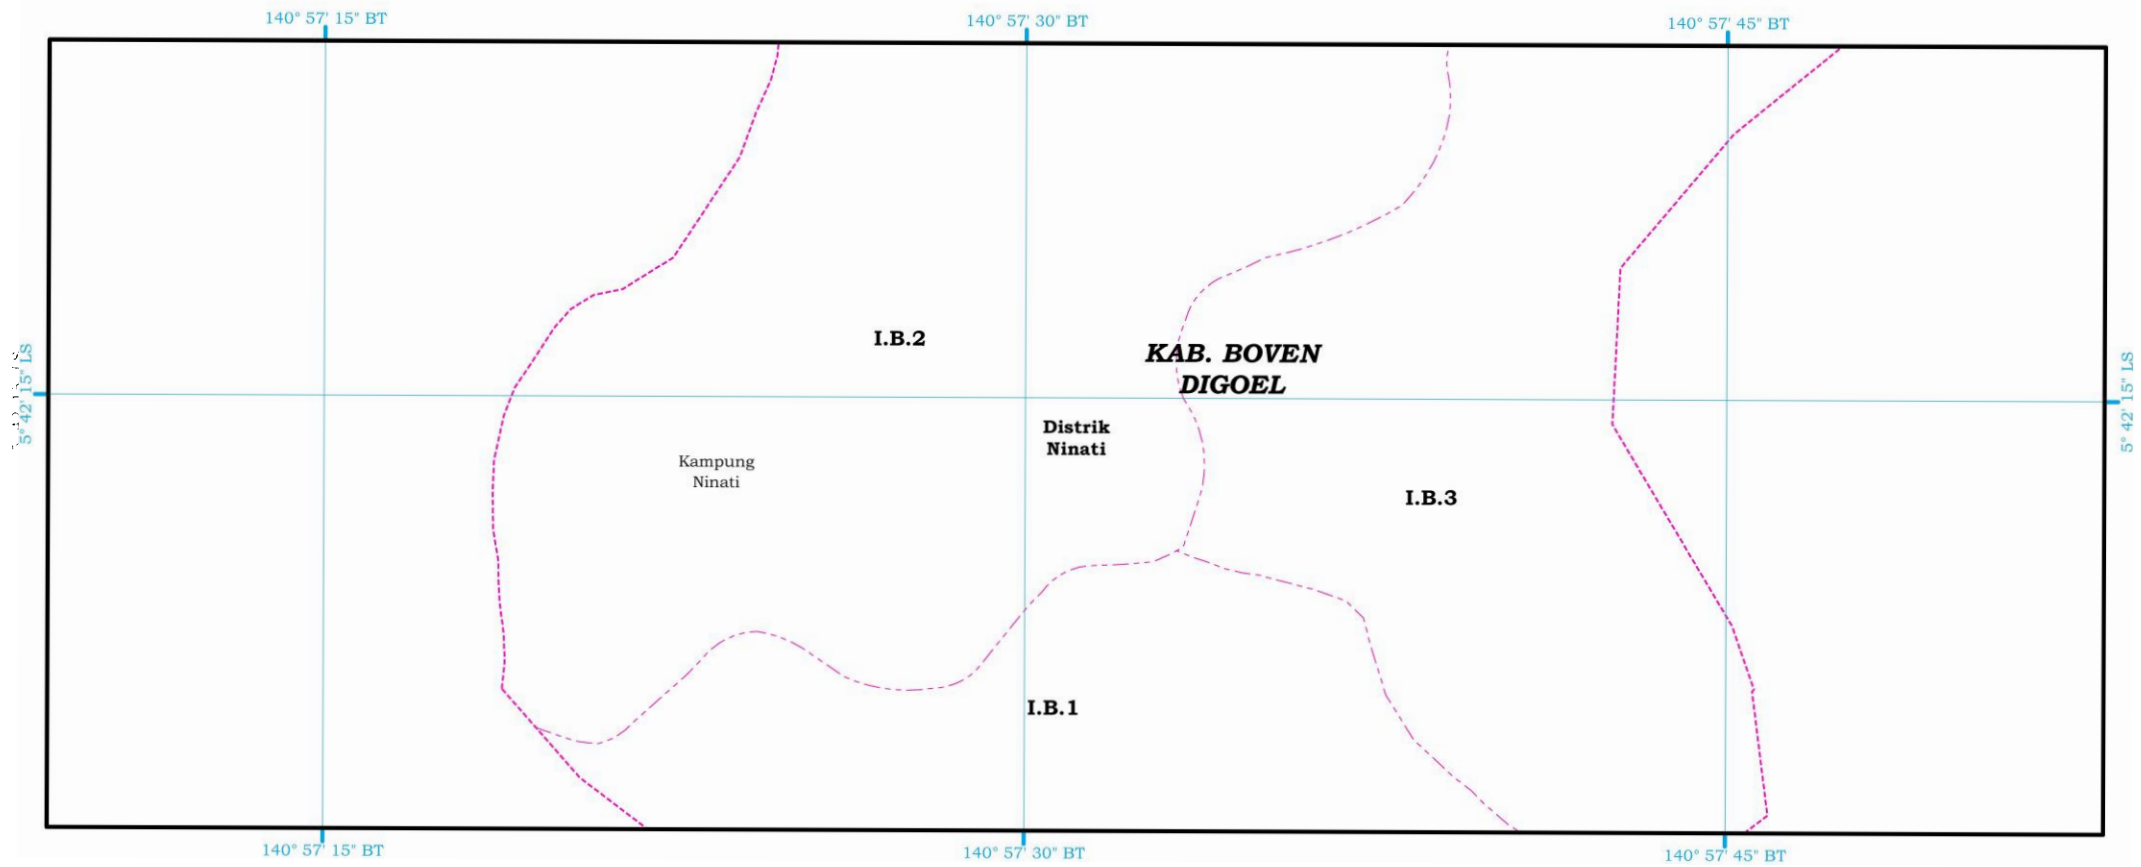 140° 57' 15" BT
140° 57' 30" BT
140° 57' 45" BT
I.B.2
KAB. BOVEN
DIGOEL
5° 42' 15" LS
5° 42' 15" LS
Distrik
Ninati
Kampung
Ninati
I.B.3
I.B.1
140° 57' 15" BT
140° 57' 30" BT
140° 57' 45" BT